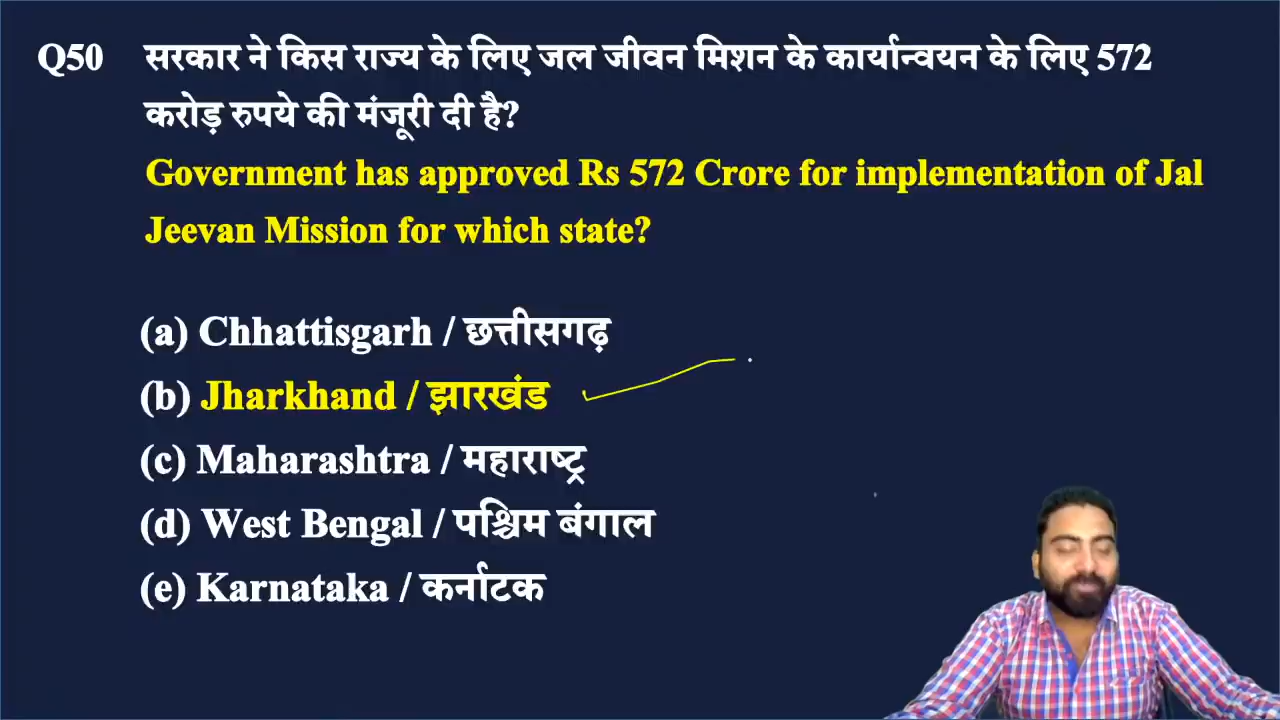 Q50 सरकार ने किस राज्य के लिए जल जीवन मिशन के कार्यान्वयन के लिए 572
करोड़ रुपये की मंजूरी दी है?
Government has approved Rs 572 Crore for implementation of Jal
Jeevan Mission for which state?
(a) Chhattisgarh / छत्तीसगढ़
(b) Jharkhand / झारखंड
(c) Maharashtra / महाराष्ट्र
(d) West Bengal / पश्चिम बंगाल
(e) Karnataka / कर्नाटक